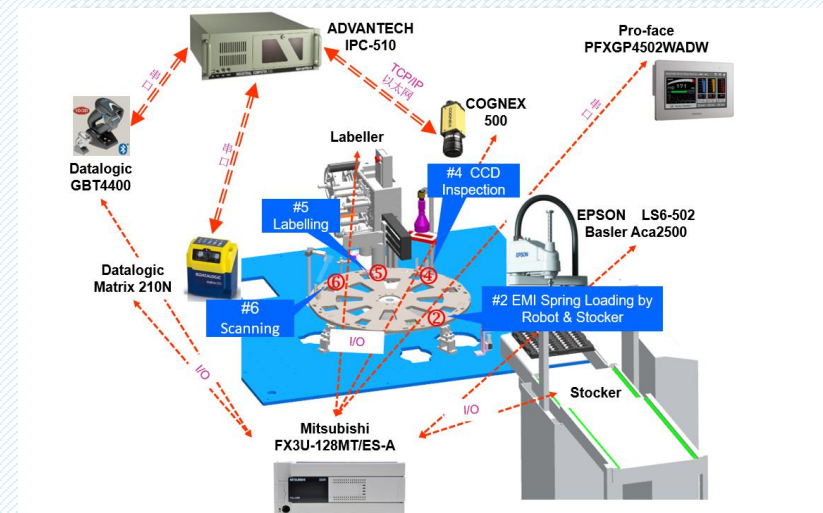 ADVANTECH
IPC-510
Pro-face
PFXGP4502WADW
串口
TCP/IP
以太网
COGNEX
500
串口
Labeller
Datalogic
GBT4400
串口
#4 CCD
Inspection
#5
Labelling
EPSON LS6-502
Basler Aca2500
EPSON
Datalogic
Matrix 210N
DATALOGIC
⑥
⑤
④
②
#6
Scanning
#2 EMI Spring Loading by
Robot & Stocker
I/O
I/O
I/O
Stocker
Mitsubishi
FX3U-128MT/ES-A